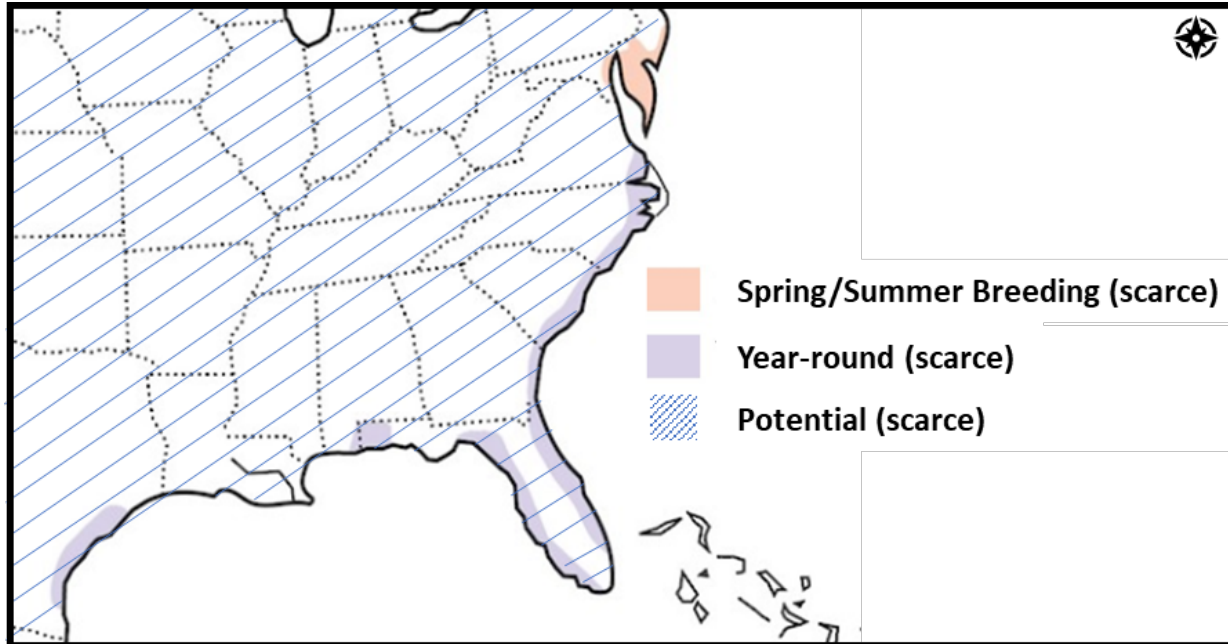 Spring/Summer Breeding (scarce)
Year-round (scarce)
Potential (scarce)